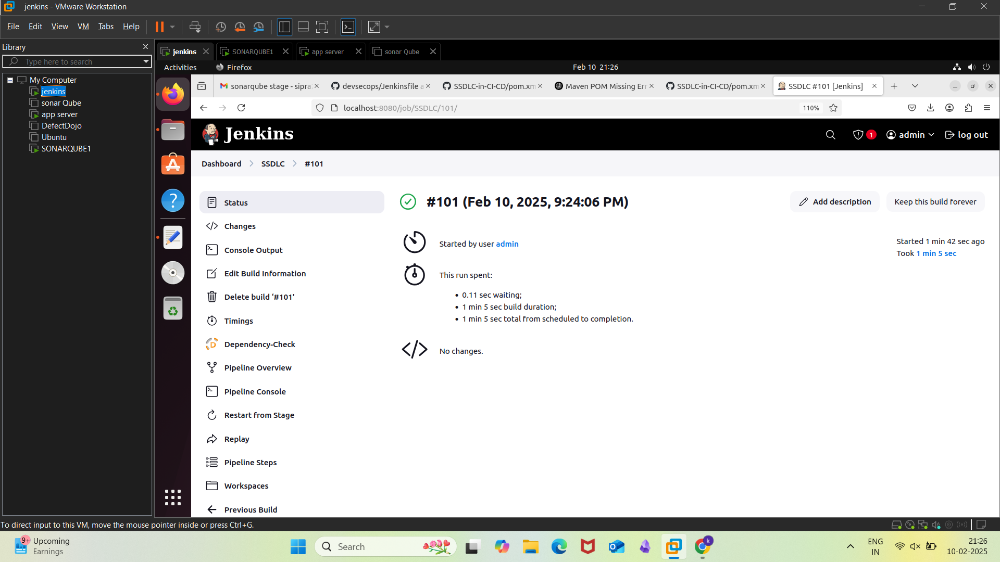 jenkins - VMware Workstation
File Edit View VM Tabs Help
Library
Type here to search
My Computer
jenkins
sonar Qube
app server
DefectDojo
Ubuntu
SONARQUBE1
jenkins
SONARQUBE1
app server
sonar Qube
Activities
Firefox
Feb 10 21:26
sonarqube stage - sipra
devsecops/Jenkinsfile a
SSDLC-in-CI-CD/pom.xm
Maven POM Missing Err
SSDLC-in-CI-CD/pom.xm
SSDLC #101 [Jenkins]
localhost:8080/job/SSDLC/101/
110%
Jenkins
1
admin
log out
Dashboard
SSDLC
#101
Status
Changes
Console Output
Edit Build Information
Delete build ‘#101’
Timings
Dependency-Check
Pipeline Overview
Pipeline Console
Restart from Stage
Replay
Pipeline Steps
Workspaces
Previous Build
#101 (Feb 10, 2025, 9:24:06 PM)
Add description
Keep this build forever
Started by user admin
Started 1 min 42 sec ago
Took 1 min 5 sec
This run spent:
• 0.11 sec waiting;
• 1 min 5 sec build duration;
• 1 min 5 sec total from scheduled to completion.
No changes.
To direct input to this VM, move the mouse pointer inside or press Ctrl+G.
9+
Upcoming
Earnings
Search
k
ENG
IN
21:26
10-02-2025